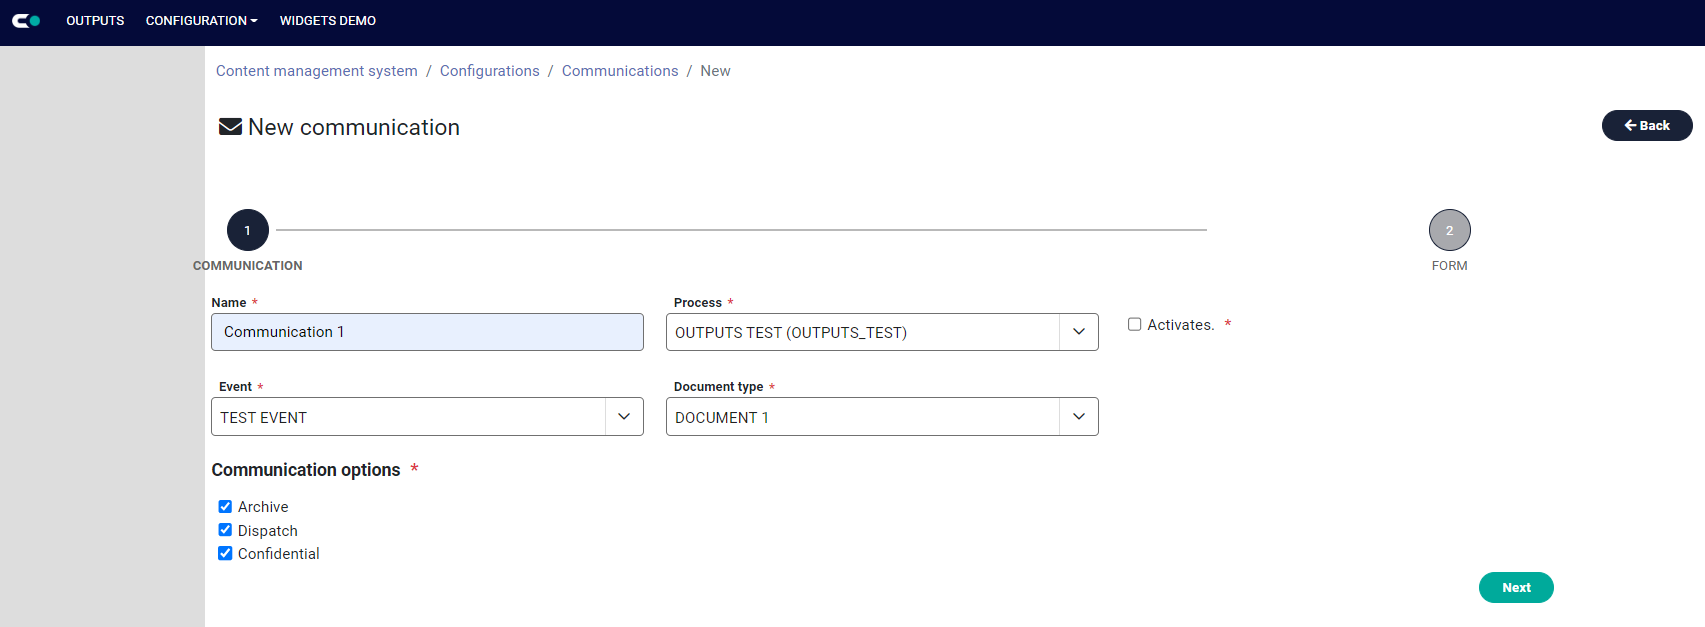 OUTPUTS CONFIGURATION WIDGETS DEMO
Content management system / Configurations / Communications / New
New communication
Back
1
2
COMMUNICATION
FORM
Name *
Process *
Communication 1
OUTPUTS TEST (OUTPUTS_TEST)
Activates. *
Event *
Document type *
TEST EVENT
DOCUMENT 1
Communication options *
Archive
Dispatch
Confidential
Next